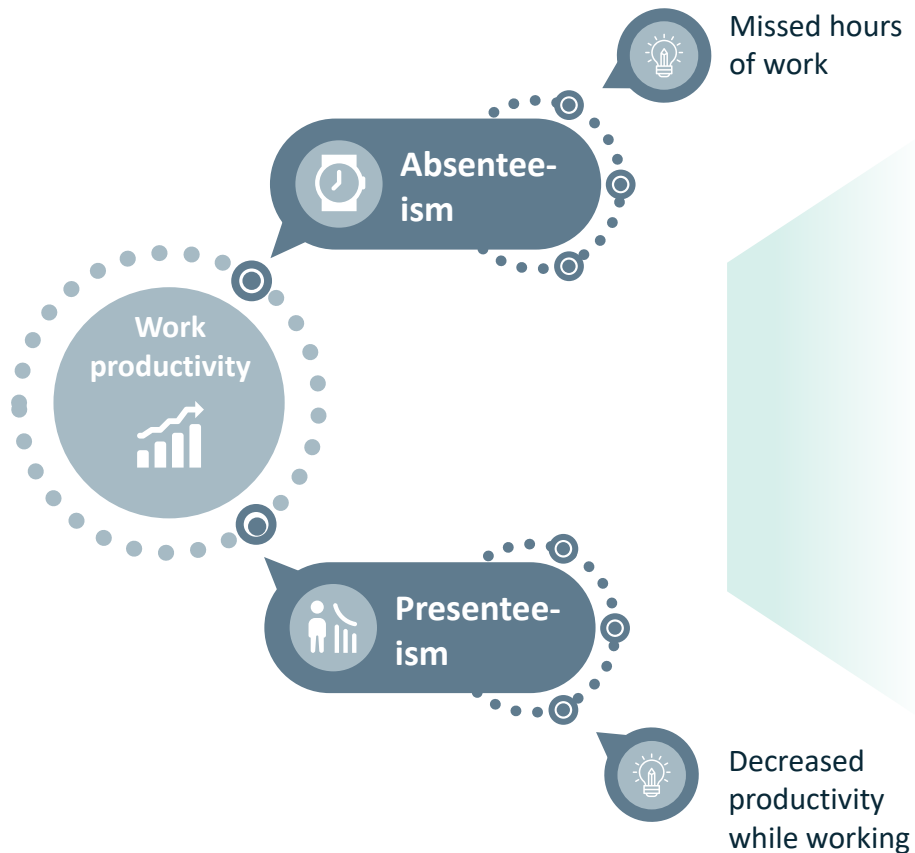 Missed hours
of work
Absentee-
ism
Work
productivity
Presentee-
ism
Decreased
productivity
while working